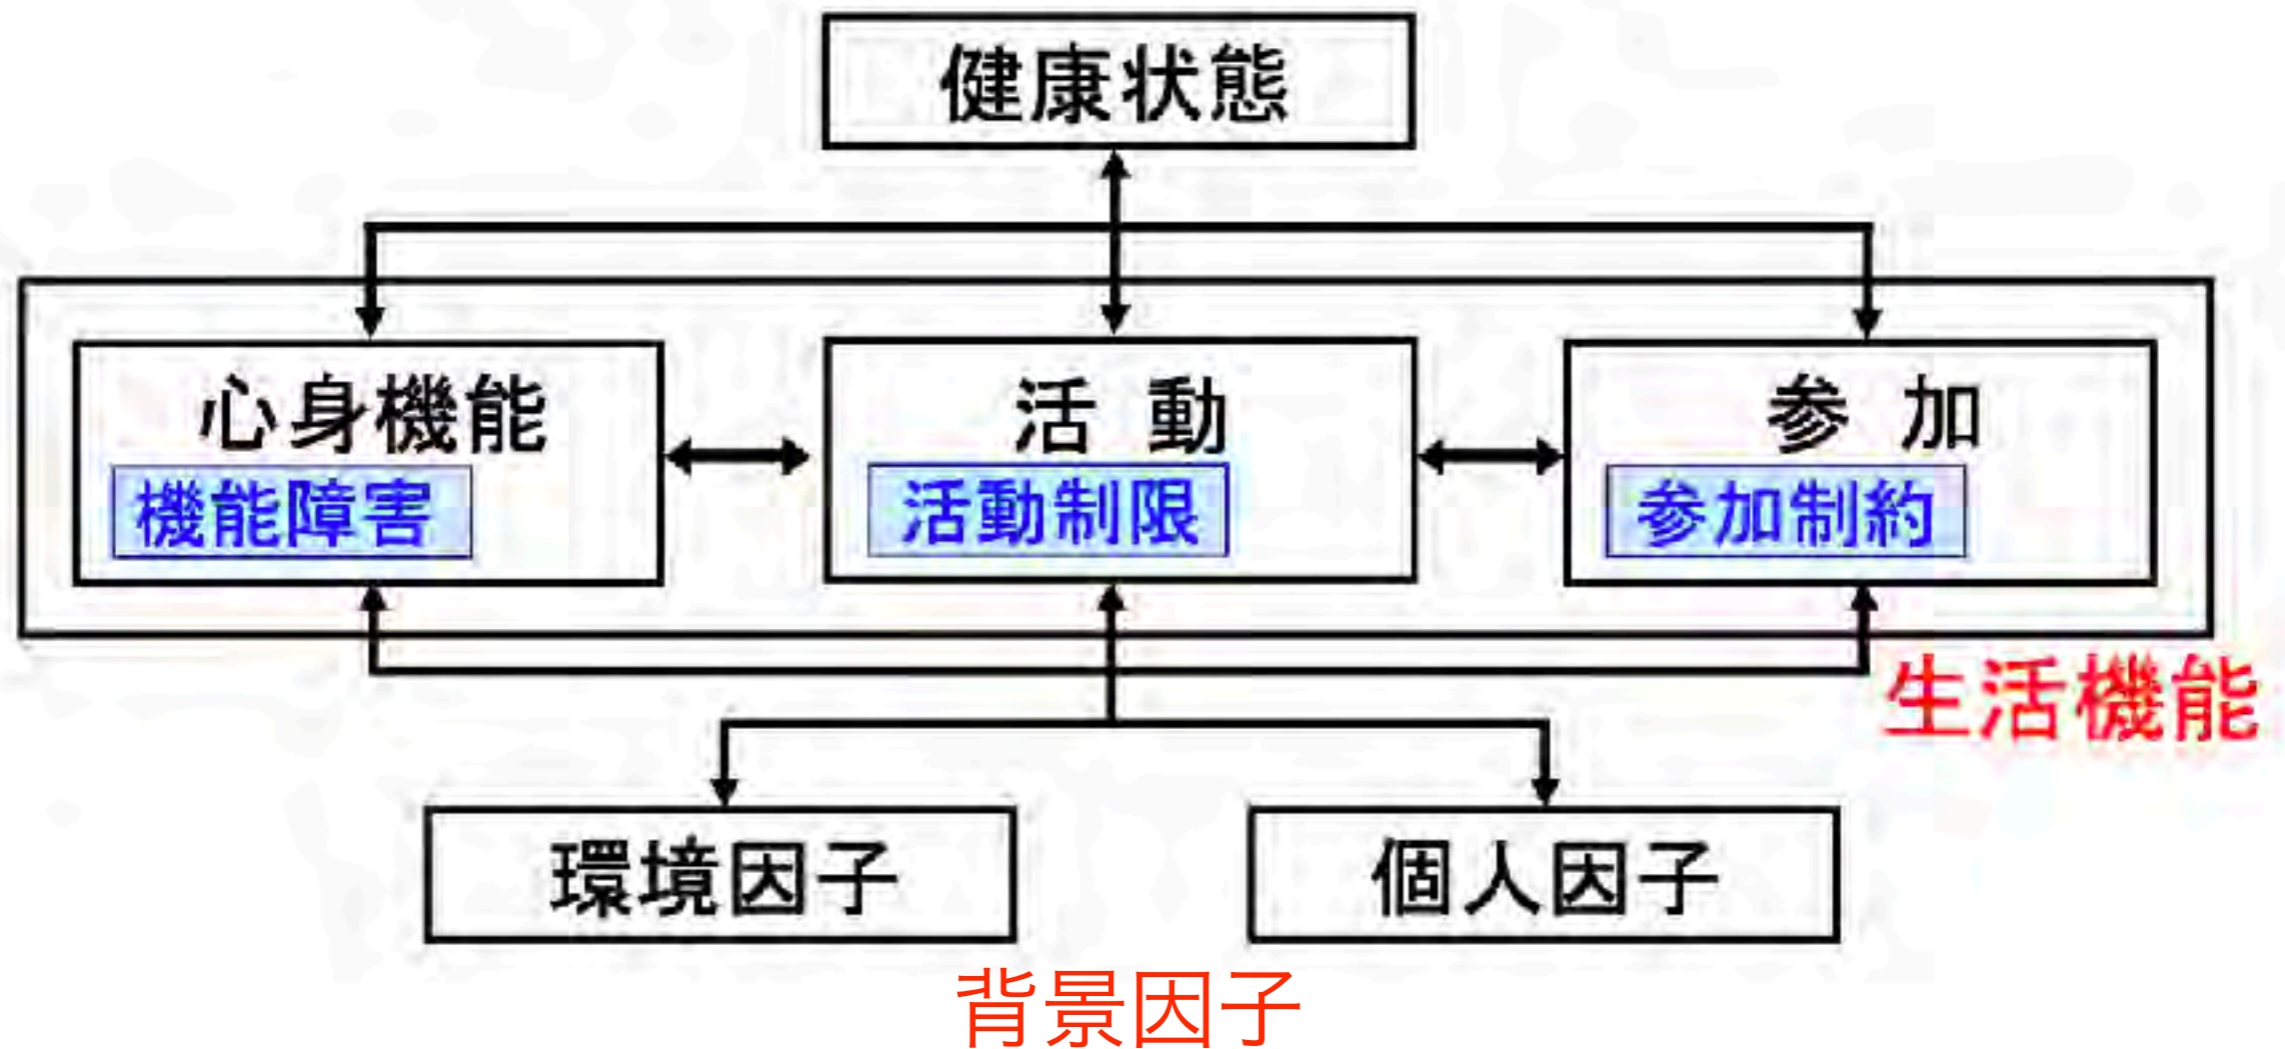 健康状態
心身機能
活 動
参 加
機能障害
活動制限
参加制約
生活機能
環境因子
個人因子
背景因子